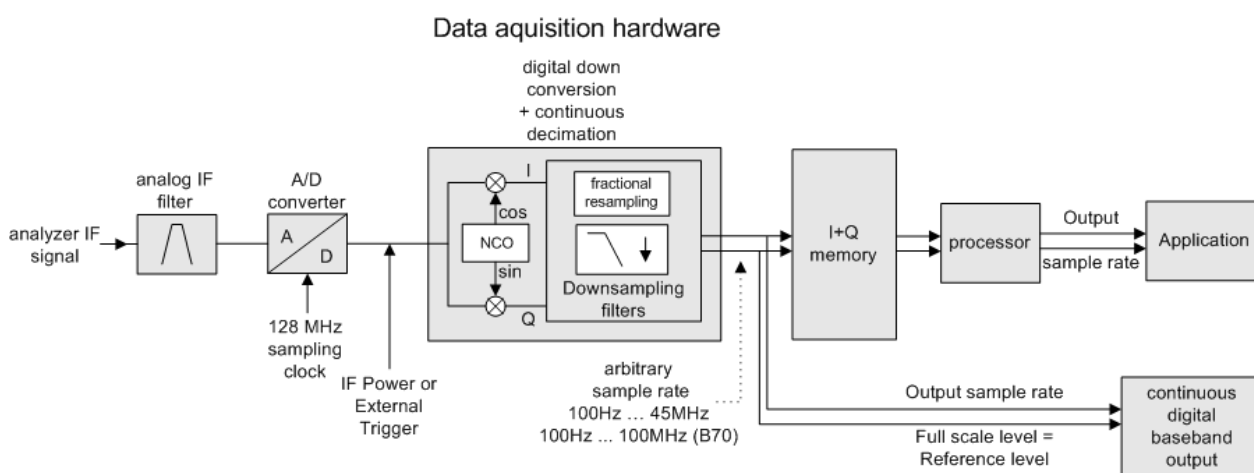 Data aquisition hardware
digital down
conversion
+ continuous
decimation
analog IF
filter
A/D
converter
analyzer IF
signal
A
D
128 MHz
sampling
clock
IF Power or
External
Trigger
I
cos
NCO
sin
Q
fractional
resampling
Downsampling
filters
arbitrary
sample rate
100Hz … 45MHz
100Hz ... 100MHz (B70)
I+Q
memory
processor
Output
sample rate
Application
Output sample rate
Full scale level =
Reference level
continuous
digital
baseband
output